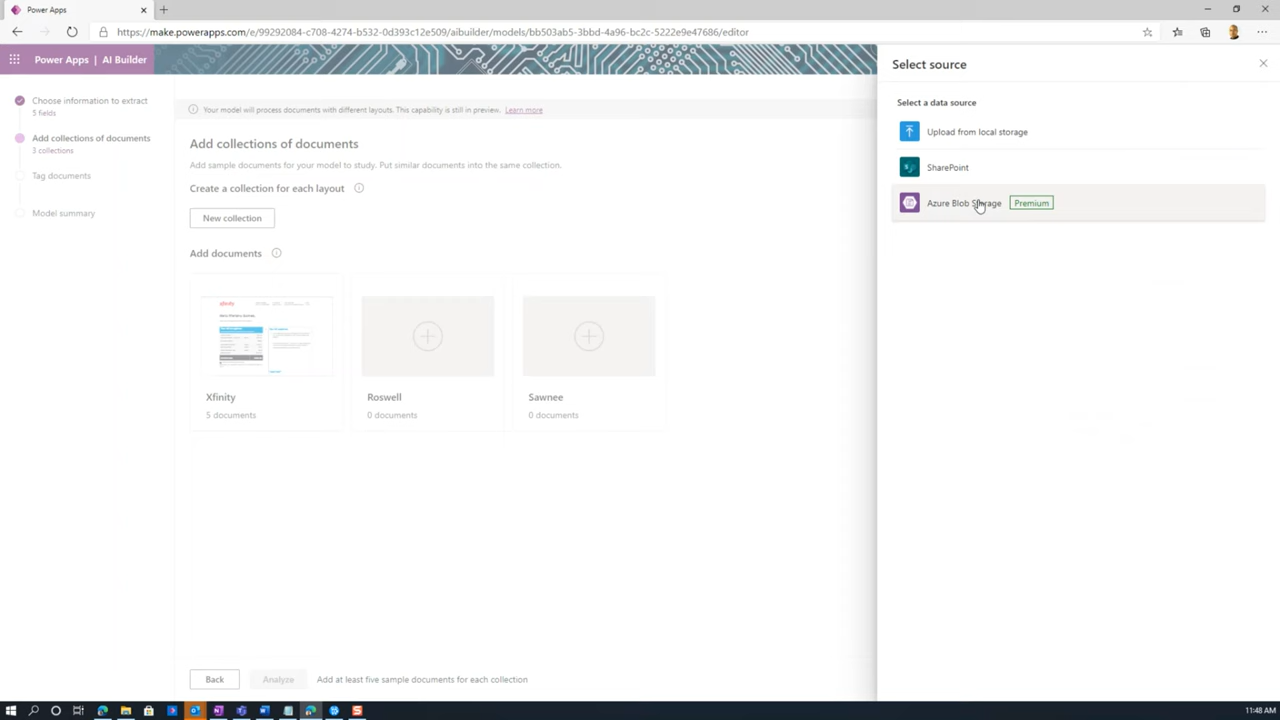 Power Apps
https://make.powerapps.com/e/99292084-c708-4274-b532-0d393c12e509/aibuilder/models/bb503ab5-3bbd-4a96-bc2c-5222e9e47686/editor
Power Apps | AI Builder
Choose information to extract
5 fields
Add collections of documents
3 collections
Tag documents
Model summary
Your model will process documents with different layouts. This capability is still in preview. Learn more
Add collections of documents
Add sample documents for your model to study. Put similar documents into the same collection.
Create a collection for each layout
New collection
Add documents
xfinity
Xfinity
5 documents
Roswell
0 documents
Sawnee
0 documents
Back
Analyze
Add at least five sample documents for each collection
Select source
Select a data source
Upload from local storage
SharePoint
Azure Blob Storage
Premium
11:48 AM